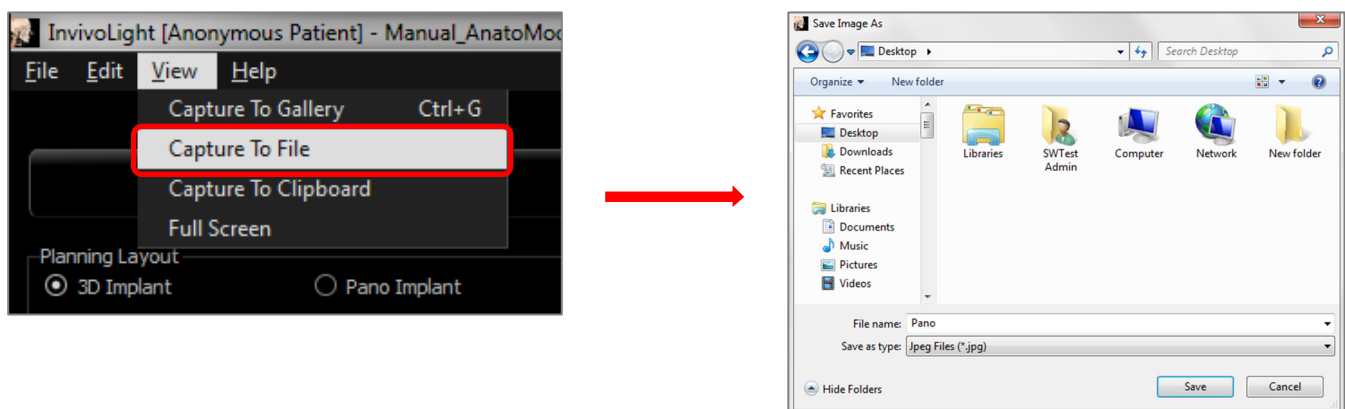 InvivoLight [Anonymous Patient] - Manual_AnatoMod
File Edit View Help
Capture To Gallery Ctrl+G
Capture To File
Capture To Clipboard
Full Screen
Planning Layout
3D Implant Pano Implant
Save Image As
Desktop
Search Desktop
Organize New folder
Favorites
Desktop
Downloads
Recent Places
Libraries
Documents
Music
Pictures
Videos
Libraries
SWTest
Admin
Computer
Network
New folder
File name: Pano
Save as type: Jpeg Files (*.jpg)
Hide Folders
Save
Cancel